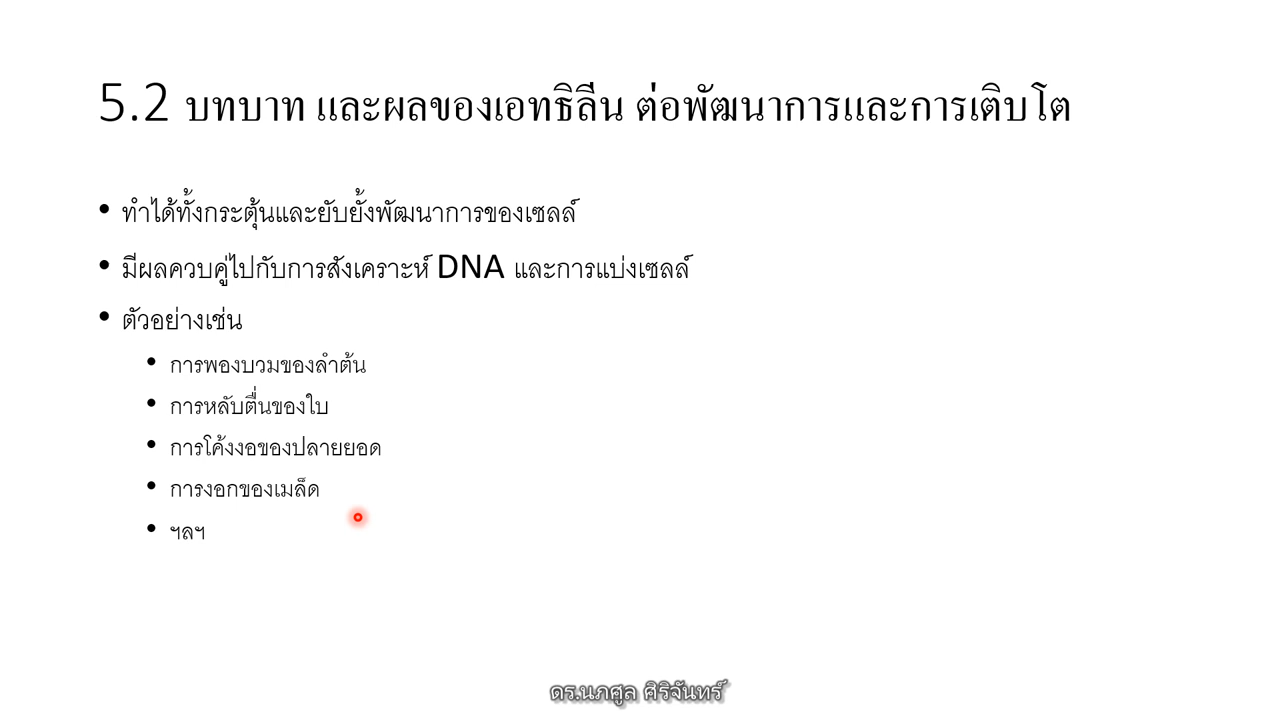 5.2 บทบาท และผลของเอทธิลีน ต่อพัฒนาการและการเติบโต
• ทำได้ทั้งกระตุ้นและยับยั้งพัฒนาการของเซลล์
• มีผลควบคู่ไปกับการสังเคราะห์ DNA และการแบ่งเซลล์
• ตัวอย่างเช่น
• การพองบวมของลำต้น
• การหลับตื่นของใบ
• การโค้งงอของปลายยอด
• การงอกของเมล็ด
• ฯลฯ
ดร.นภศูล ศิริจันทร์